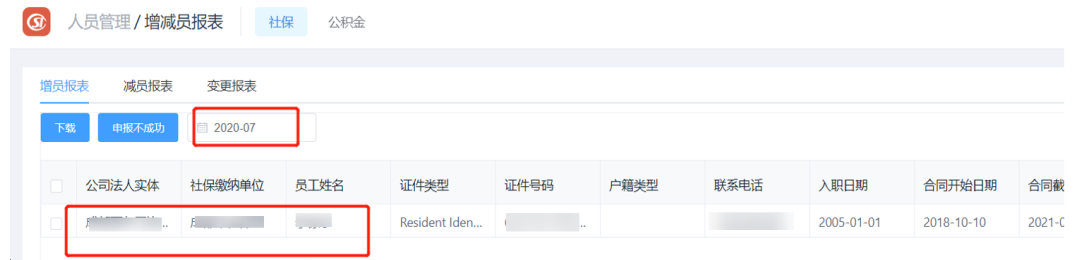 人员管理 / 增减员报表 社保 公积金
增员报表 减员报表 变更报表
下载 申报不成功 2020-07
公司法人实体 社保缴纳单位 员工姓名 证件类型 证件号码 户籍类型 联系电话 入职日期 合同开始日期 合同截
Resident Iden... .. 2005-01-01 2018-10-10 2021-0